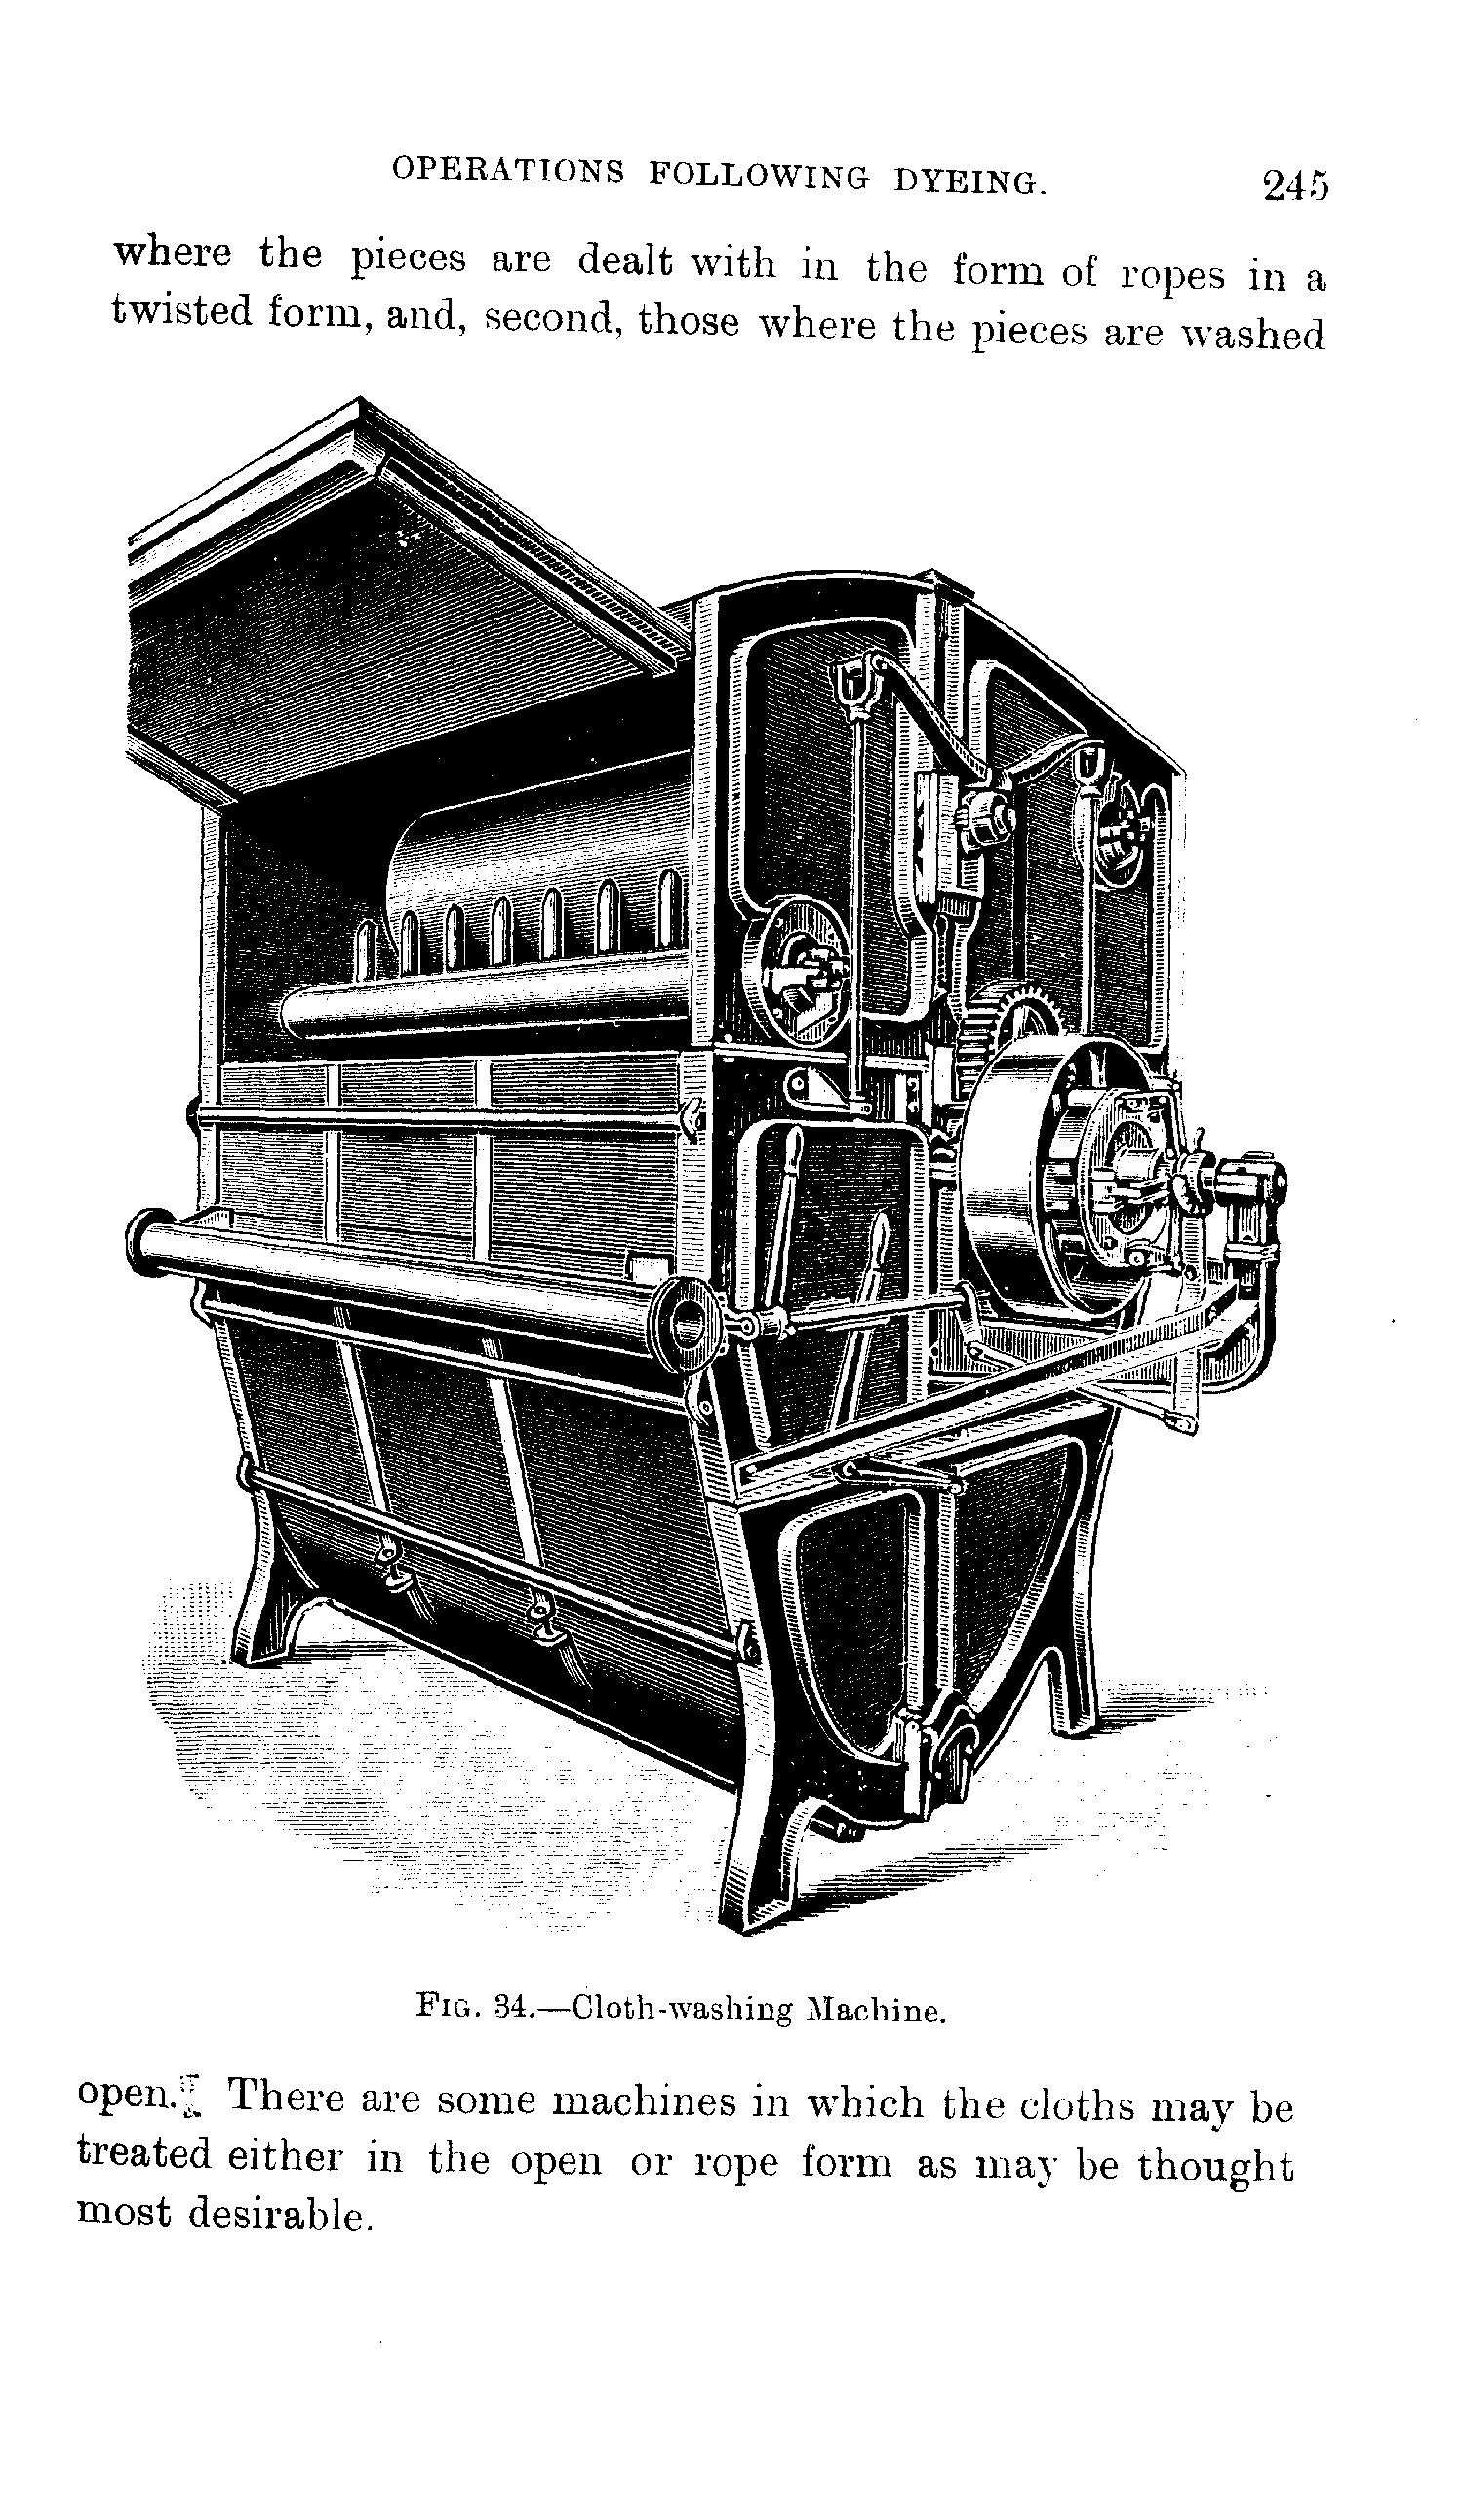 OPERATIONS FOLLOWING DYEING. 245
where the pieces are dealt with in the form of ropes in a
twisted form, and, second, those where the pieces are washed
FIG. 34.—Cloth-washing Machine.
open. There are some machines in which the cloths may be
treated either in the open or rope form as may be thought
most desirable.